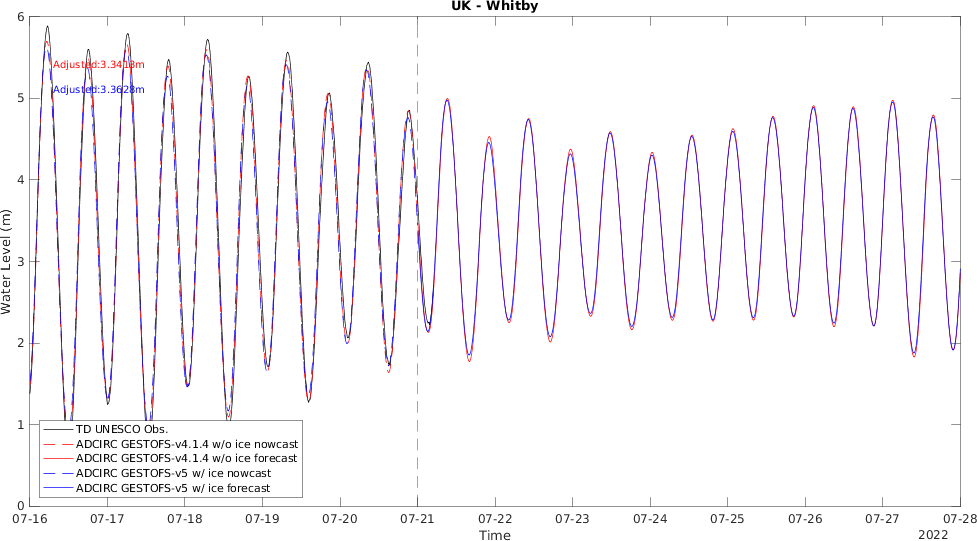 UK - Whitby
6
Adjusted:3.3413m
Adjusted:3.3628m
5
4
3
2
1
0
Water Level (m)
TD UNESCO Obs.
ADCIRC GESTOFS-v4.1.4 w/o ice nowcast
ADCIRC GESTOFS-v4.1.4 w/o ice forecast
ADCIRC GESTOFS-v5 w/ ice nowcast
ADCIRC GESTOFS-v5 w/ ice forecast
07-16 07-17 07-18 07-19 07-20 07-21 07-22 07-23 07-24 07-25 07-26 07-27 07-28
Time
2022